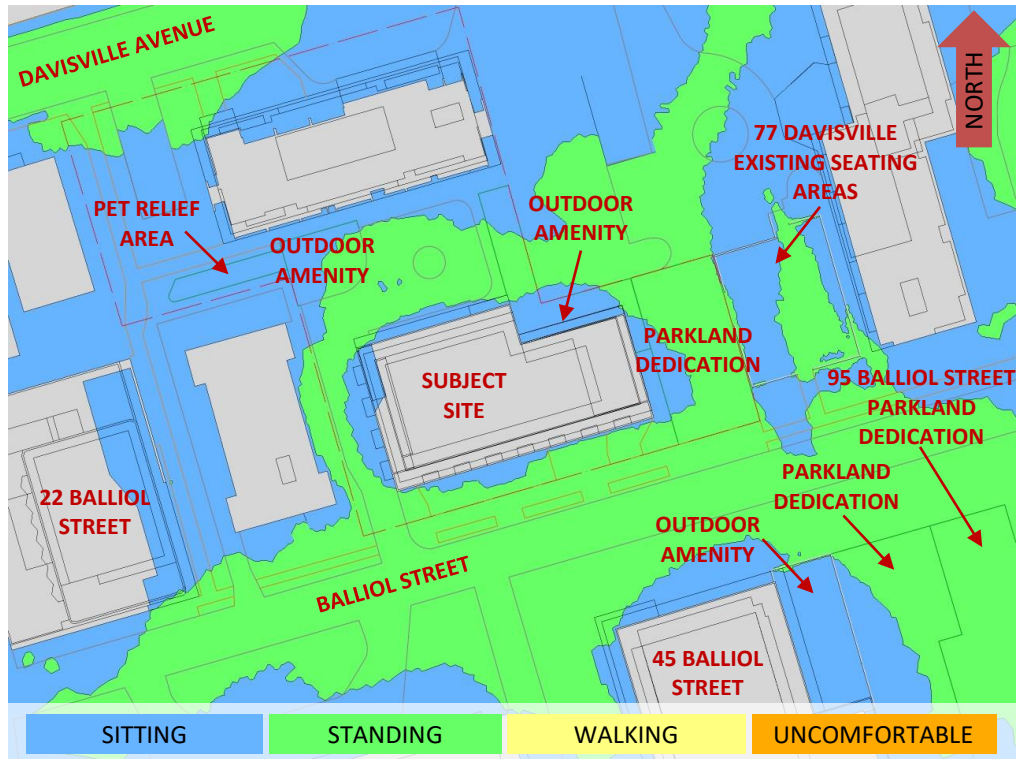 DAVISVILLE AVENUE
NORTH
77 DAVISVILLE
EXISTING SEATING
AREAS
PET RELIEF
AREA
OUTDOOR
AMENITY
OUTDOOR
AMENITY
PARKLAND
DEDICATION
SUBJECT
SITE
95 BALLIOL STREET
PARKLAND
DEDICATION
PARKLAND
DEDICATION
22 BALLIOL
STREET
OUTDOOR
AMENITY
BALLIOL STREET
45 BALLIOL
STREET
SITTING
STANDING
WALKING
UNCOMFORTABLE